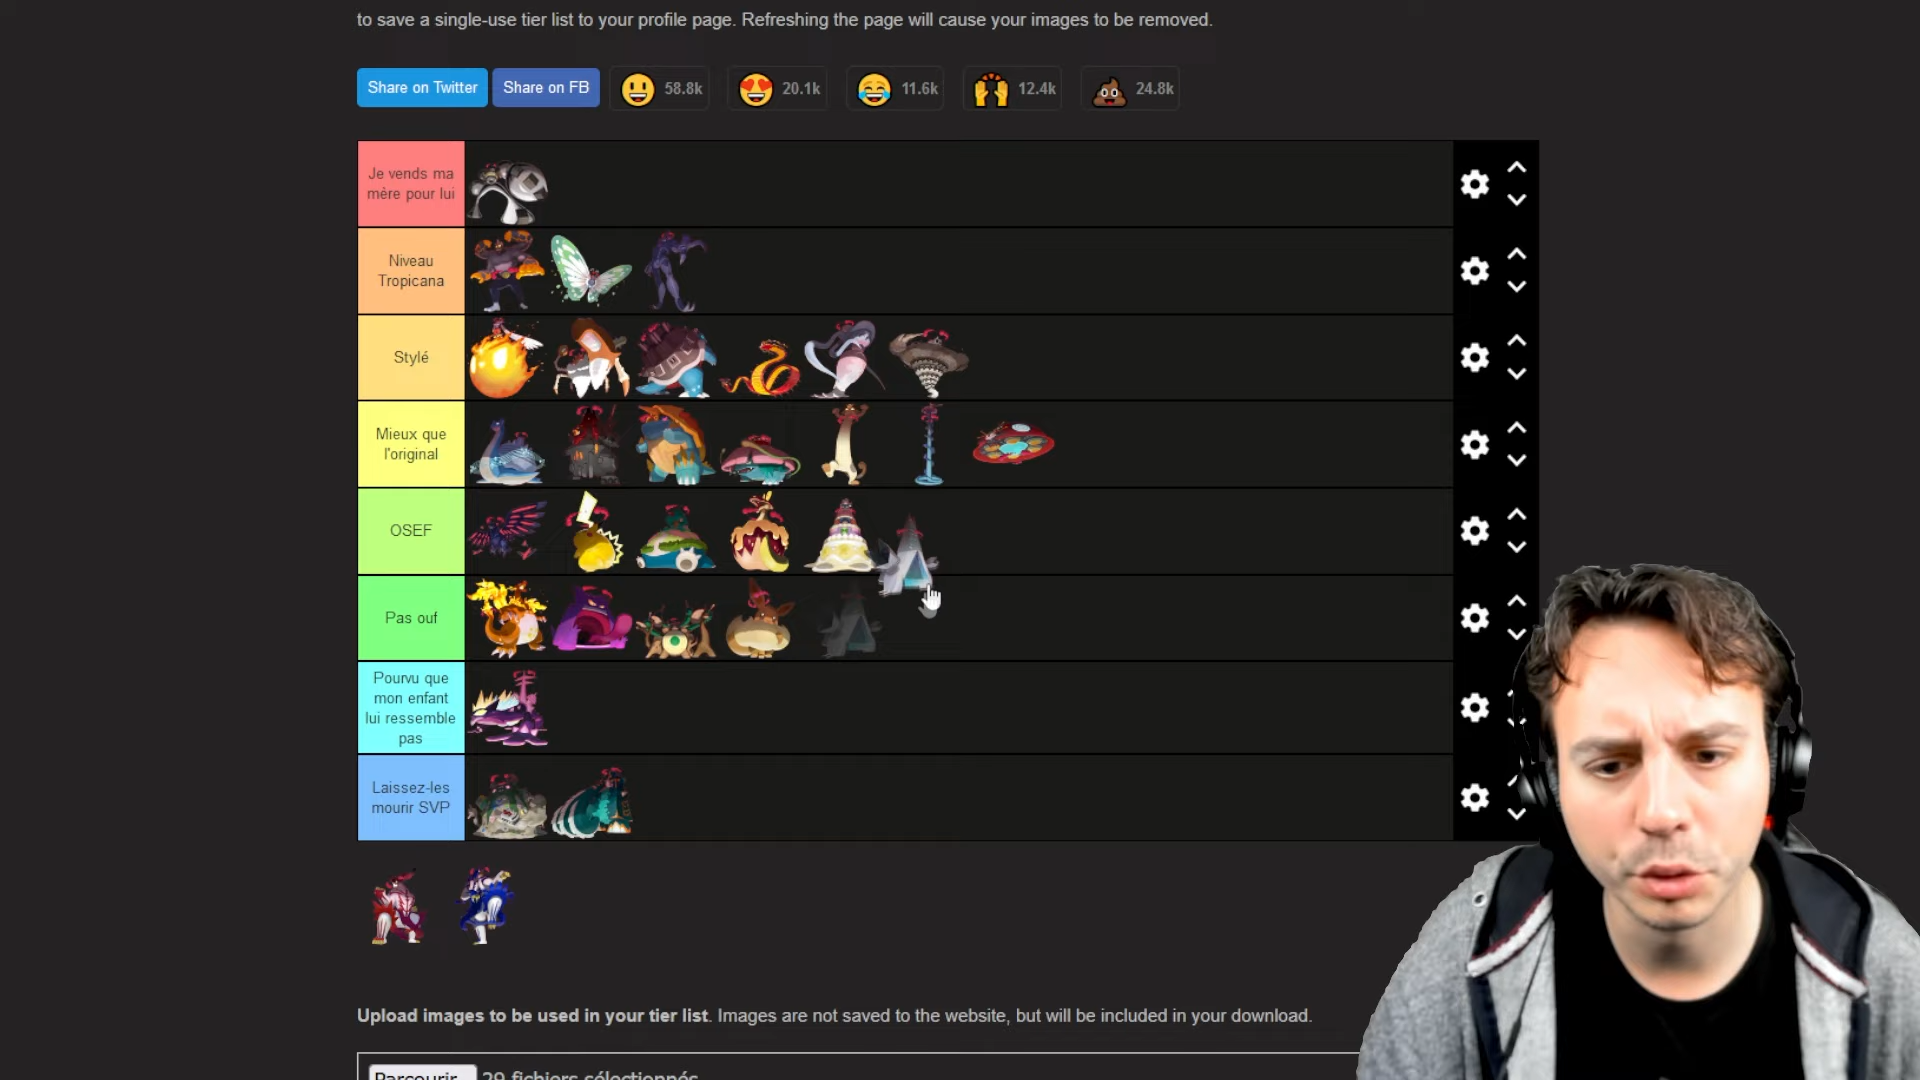 to save a single-use tier list to your profile page. Refreshing the page will cause your images to be removed.
Share on Twitter
Share on FB
58.8k
20.1k
11.6k
12.4k
24.8k
Je vends ma
mère pour lui
Niveau
Tropicana
Stylé
Mieux que
l'original
OSEF
Pas ouf
Pourvu que
mon enfant
lui ressemble
pas
Laissez-les
mourir SVP
Upload images to be used in your tier list. Images are not saved to the website, but will be included in your download.
Parcourir...
29 fichiers sélectionnés.